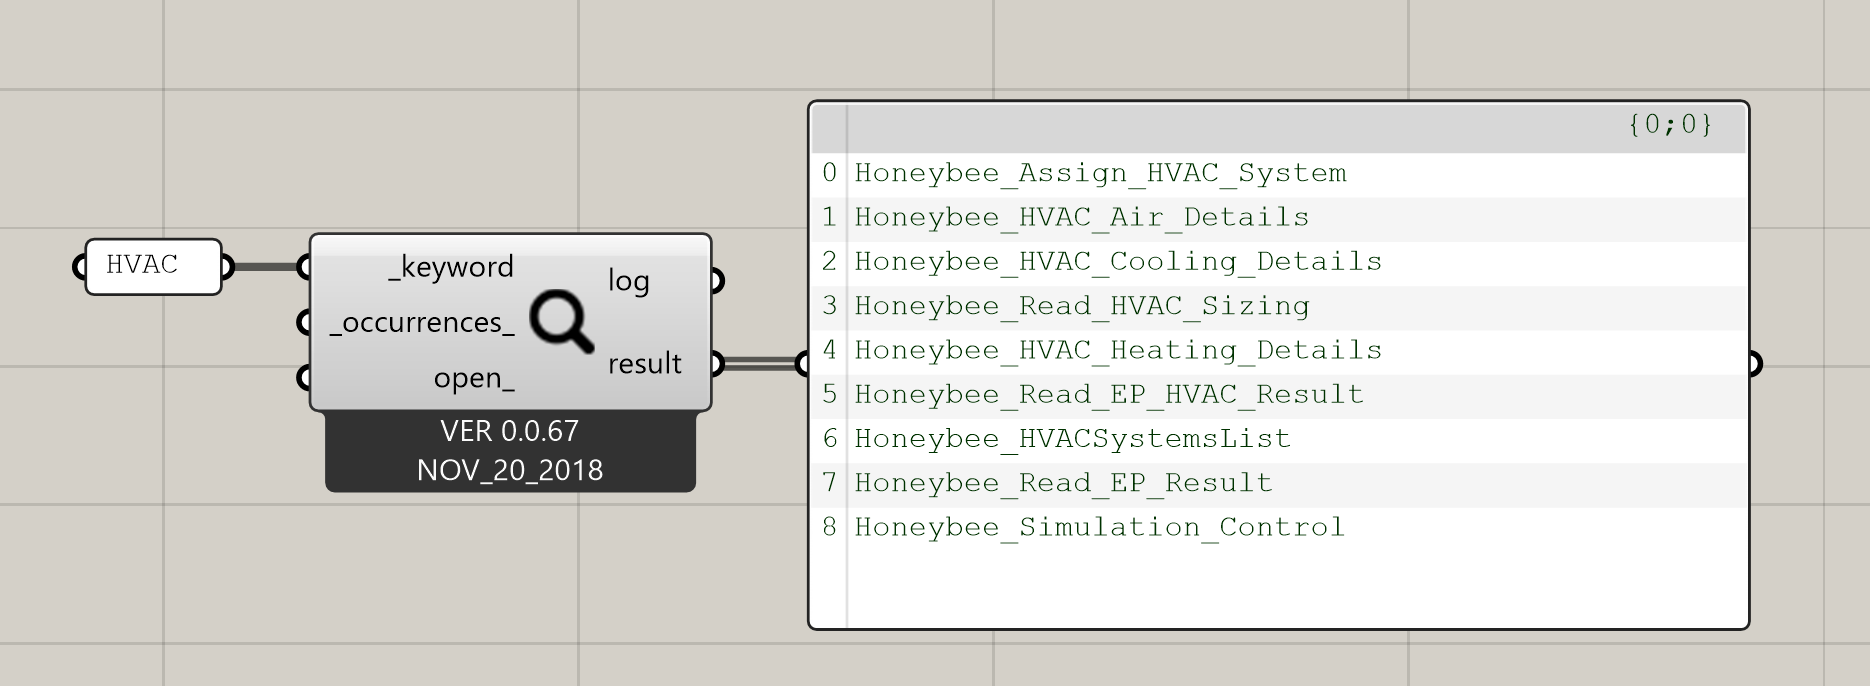 HVAC
_keyword
_occurrences_
open_
log
result
VER 0.0.67
NOV_20_2018
{0;0}
0 Honeybee_Assign_HVAC_System
1 Honeybee_HVAC_Air_Details
2 Honeybee_HVAC_Cooling_Details
3 Honeybee_Read_HVAC_Sizing
4 Honeybee_HVAC_Heating_Details
5 Honeybee_Read_EP_HVAC_Result
6 Honeybee_HVACSystemsList
7 Honeybee_Read_EP_Result
8 Honeybee_Simulation_Control